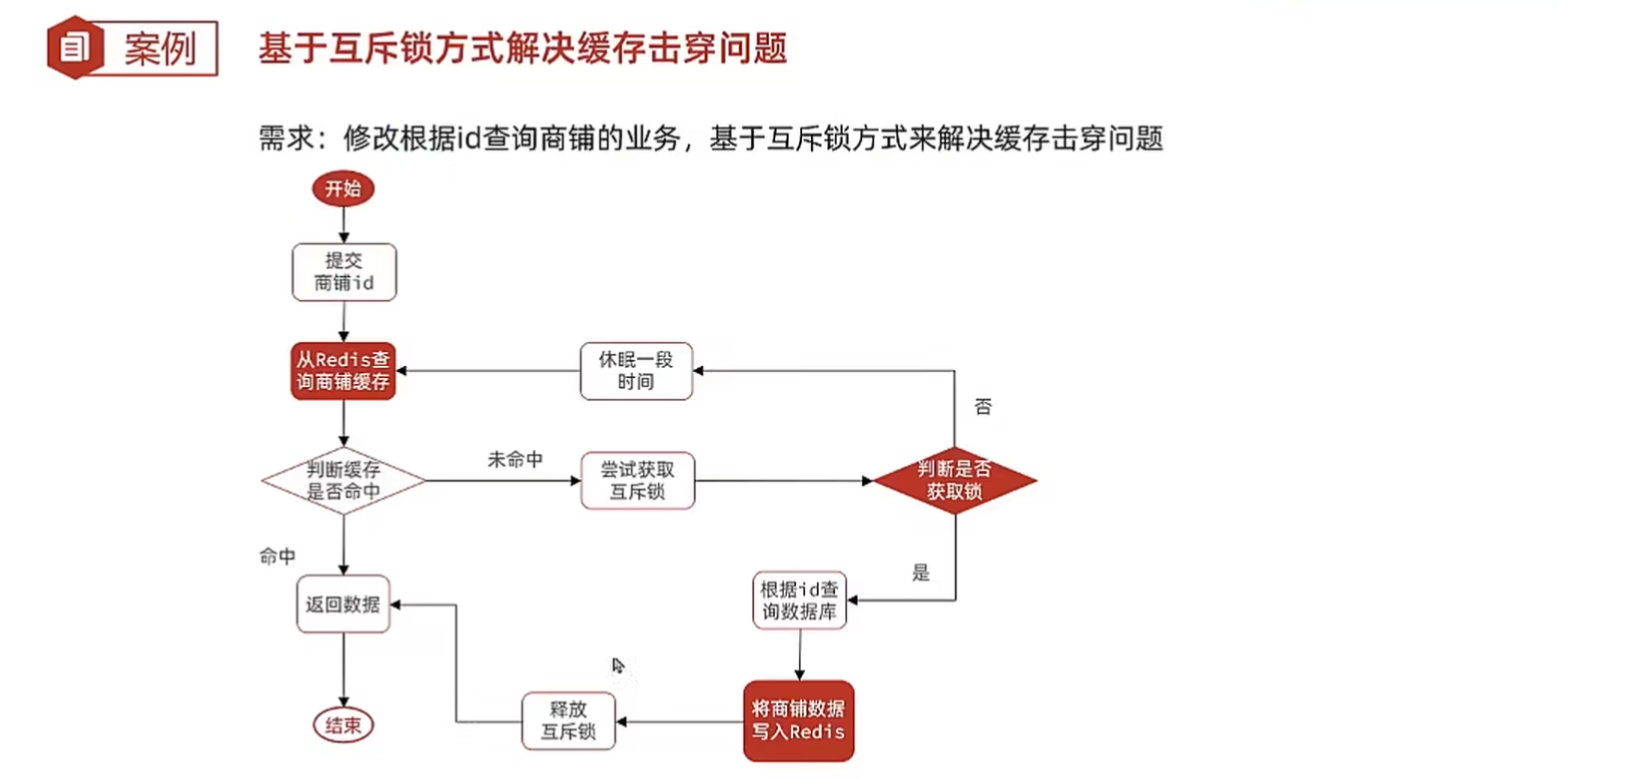 案例
基于互斥锁方式解决缓存击穿问题
需求：修改根据id查询商铺的业务，基于互斥锁方式来解决缓存击穿问题
开始
提交
商铺id
从Redis查
询商铺缓存
休眠一段
时间
否
判断缓存
是否命中
未命中
尝试获取
互斥锁
判断是否
获取锁
命中
是
返回数据
根据id查
询数据库
结束
释放
互斥锁
将商铺数据
写入Redis